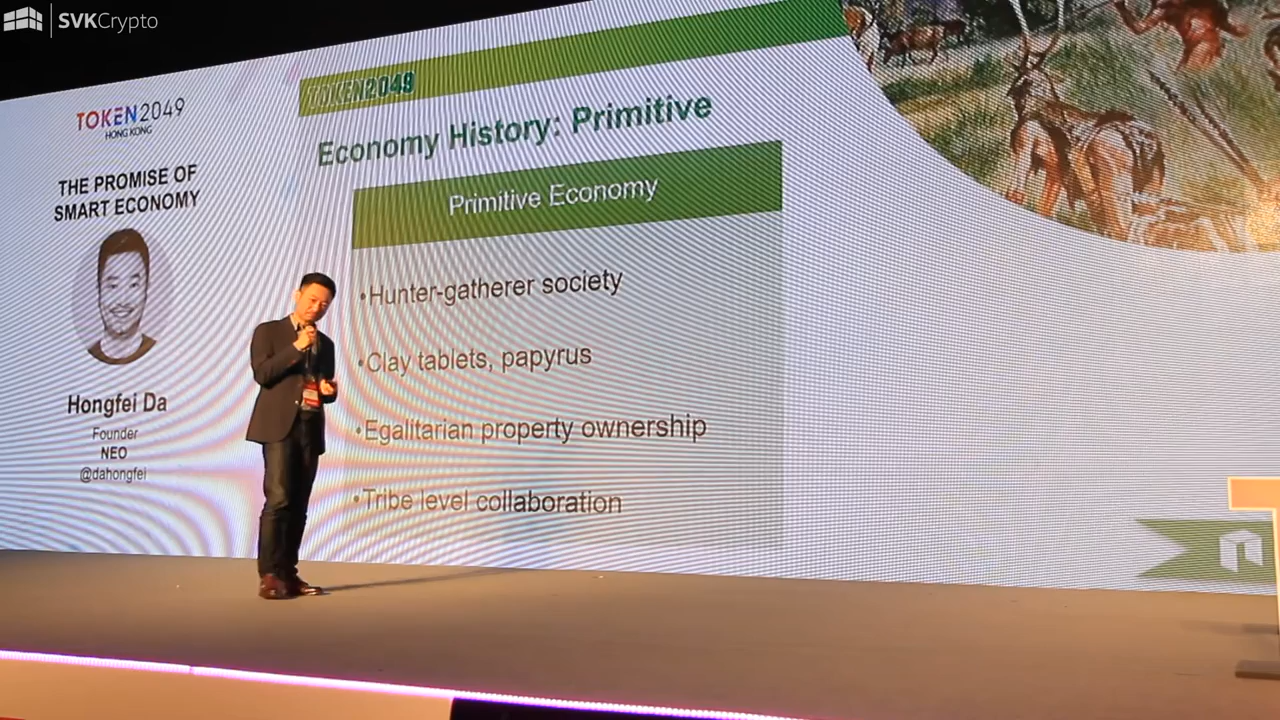 SVKCrypto
TOKEN2049
HONG KONG
THE PROMISE OF
SMART ECONOMY
Hongfei Da
Founder
NEO
@dahongfei
TOKEN2049
Economy History: Primitive
Primitive Economy
•Hunter-gatherer society
•Clay tablets, papyrus
•Egalitarian property ownership
•Tribe level collaboration